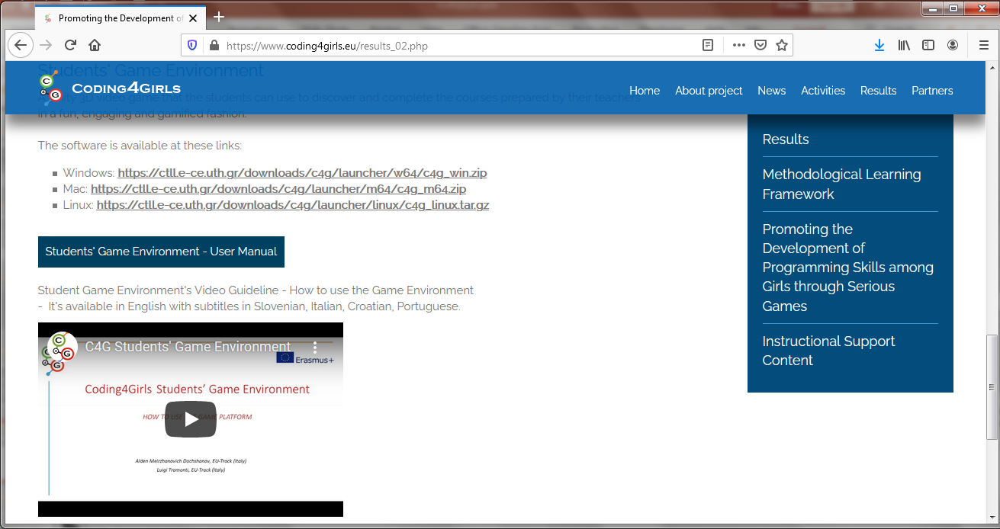 Promoting the Development of
https://www.coding4girls.eu/results_02.php
Students' Game Environment
Coding4Girls
C
4
G
Home
About project
News
Activities
Results
Partners
3D video game that the students can use to discover and complete the courses prepared by their teachers
in a fun, engaging and gamified fashion.
The software is available at these links:
Windows: https://ctll.e-ce.uth.gr/downloads/c4g/launcher/w64/c4g_win.zip
Mac: https://ctll.e-ce.uth.gr/downloads/c4g/launcher/m64/c4g_m64.zip
Linux: https://ctll.e-ce.uth.gr/downloads/c4g/launcher/linux/c4g_linux.tar.gz
Students' Game Environment - User Manual
Student Game Environment's Video Guideline - How to use the Game Environment
- It's available in English with subtitles in Slovenian, Italian, Croatian, Portuguese.
C4G Students' Game Environment
Erasmus+
Coding4Girls Students' Game Environment
HOW TO USE GAME PLATFORM
Alden Meirzhanovich Dochshanov, EU-Track (Italy)
Luigi Tramonti, EU-Track (Italy)
Results
Methodological Learning
Framework
Promoting the
Development of
Programming Skills among
Girls through Serious
Games
Instructional Support
Content